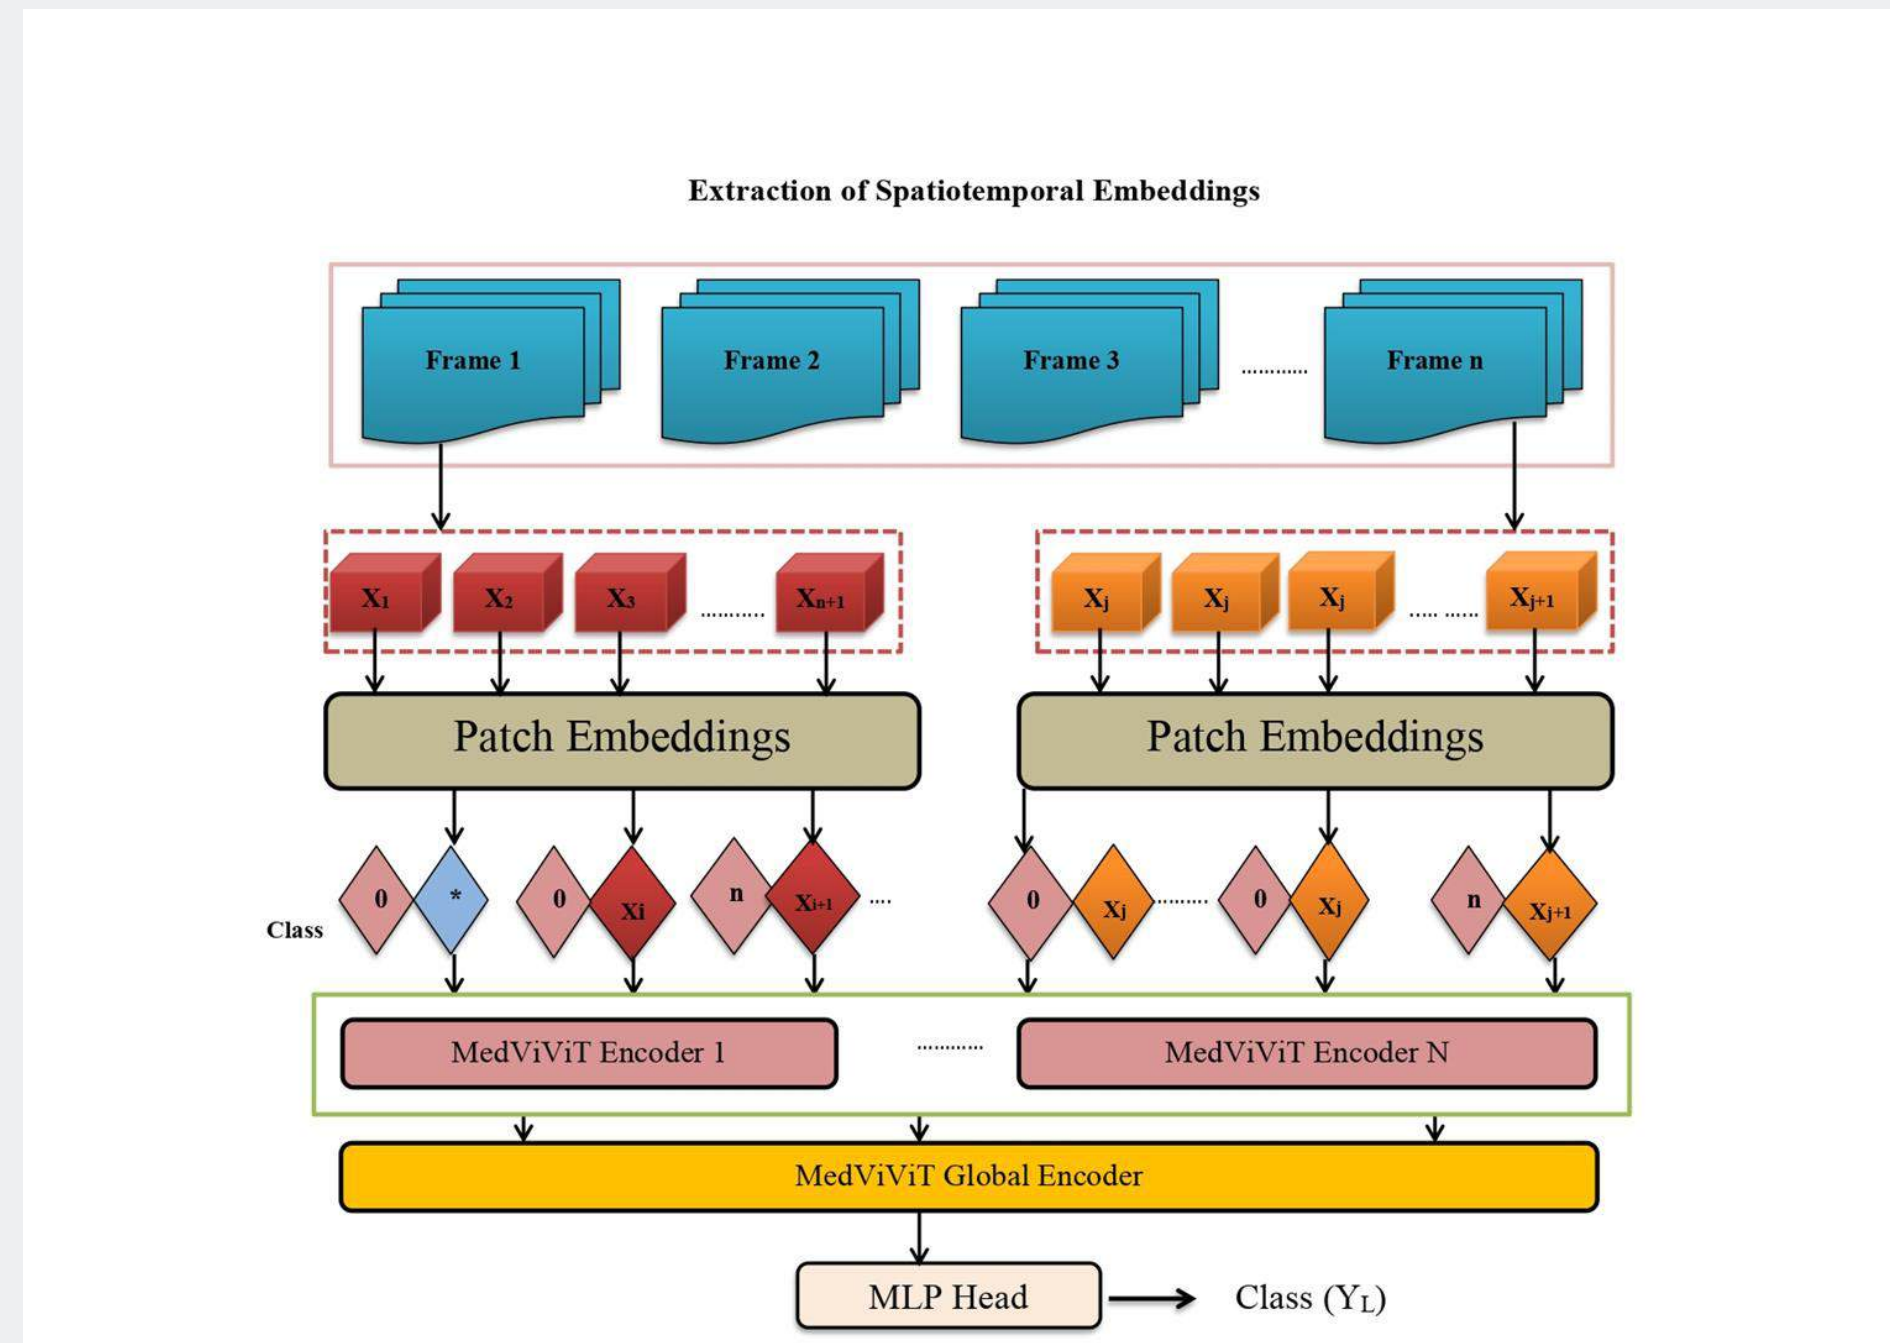 Extraction of Spatiotemporal Embeddings
Frame 1 Frame 2 Frame 3 ............ Frame n
X1 X2 X3 ........... Xn+1 Xj Xj Xj ..... ...... Xj+1
Patch Embeddings Patch Embeddings
0 * 0 Xi n Xi+1 .... 0 Xj .......... 0 Xj n Xj+1
Class
MedViViT Encoder 1 ............ MedViViT Encoder N
MedViViT Global Encoder
MLP Head Class (YL)